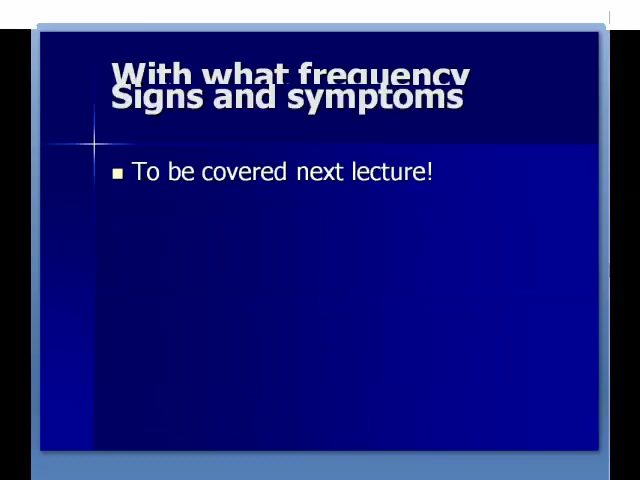 With what frequency
Signs and symptoms
To be covered next lecture!